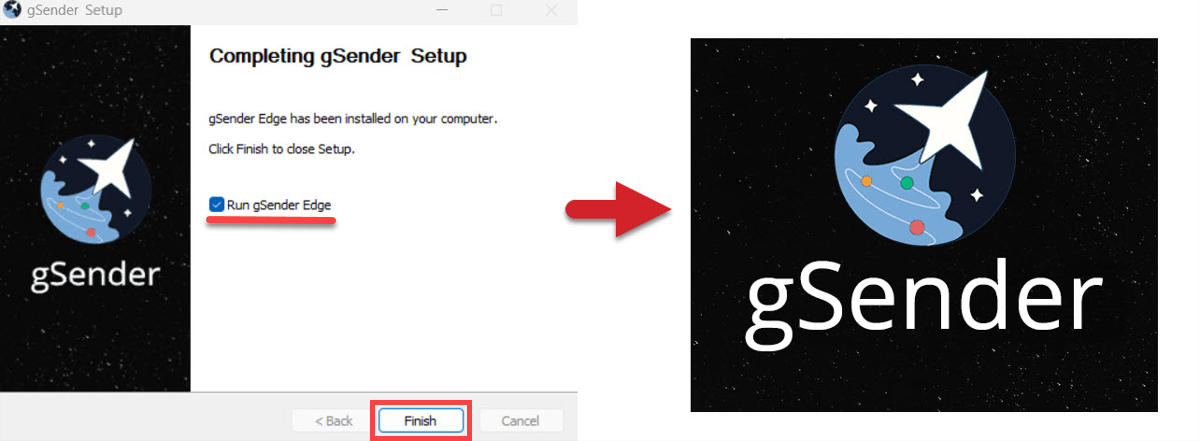 gSender Setup
Completing gSender Setup
gSender Edge has been installed on your computer.
Click Finish to close Setup.
Run gSender Edge
gSender
< Back
Finish
Cancel
gSender